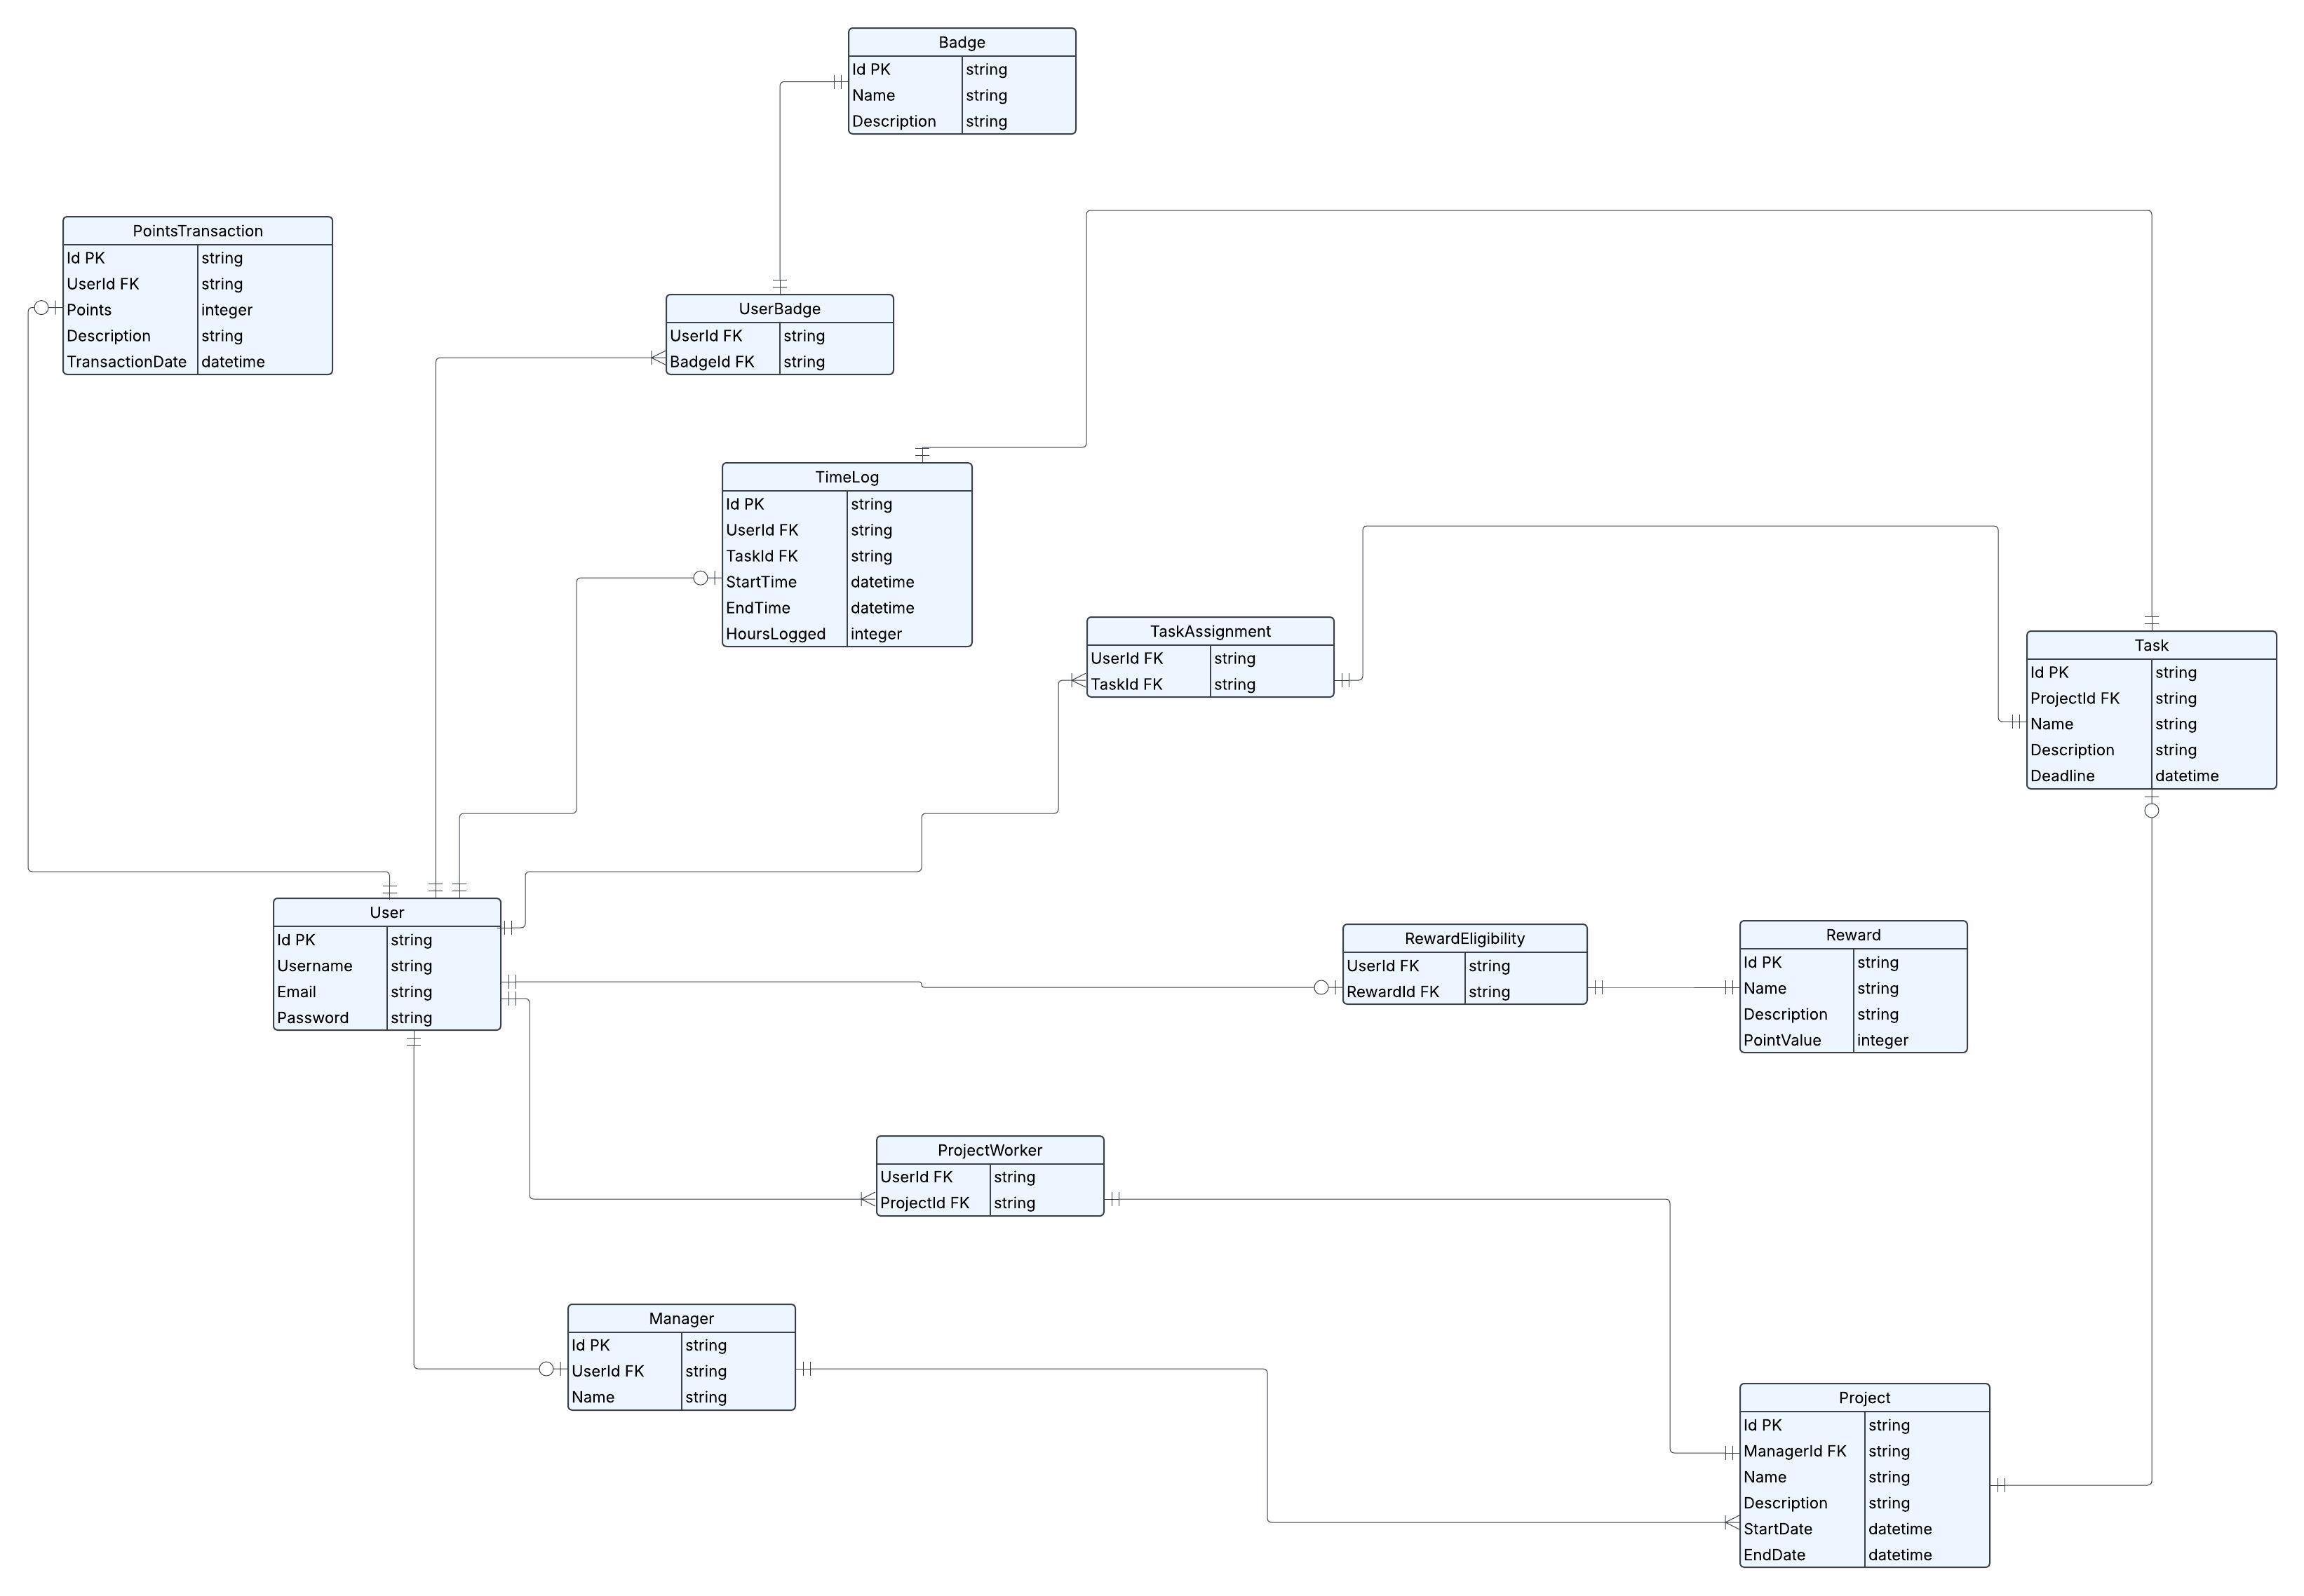 Badge
Id PK string
Name string
Description string
PointsTransaction
Id PK string
UserId FK string
Points integer
Description string
TransactionDate datetime
UserBadge
UserId FK string
BadgeId FK string
TimeLog
Id PK string
UserId FK string
TaskId FK string
StartTime datetime
EndTime datetime
HoursLogged integer
TaskAssignment
UserId FK string
TaskId FK string
Task
Id PK string
ProjectId FK string
Name string
Description string
Deadline datetime
User
Id PK string
Username string
Email string
Password string
RewardEligibility
UserId FK string
RewardId FK string
Reward
Id PK string
Name string
Description string
PointValue integer
ProjectWorker
UserId FK string
ProjectId FK string
Manager
Id PK string
UserId FK string
Name string
Project
Id PK string
ManagerId FK string
Name string
Description string
StartDate datetime
EndDate datetime